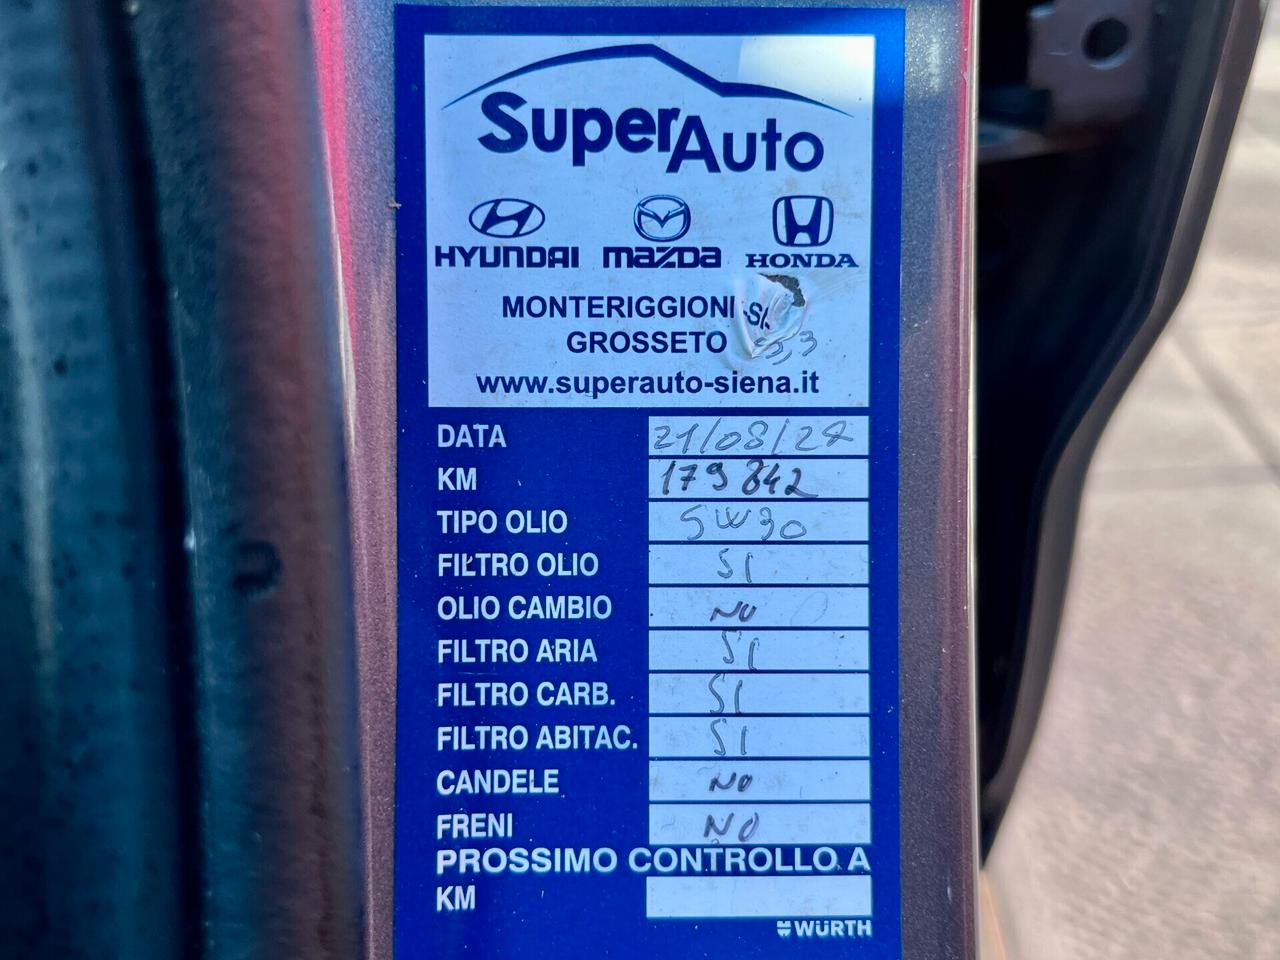 SuperAuto
HYUNDAI mazda HONDA
MONTERIGGIONI -SI-
GROSSETO
www.superauto-siena.it
DATA 21/08/24
KM 179842
TIPO OLIO 5W30
FILTRO OLIO SI
OLIO CAMBIO NO
FILTRO ARIA SI
FILTRO CARB. SI
FILTRO ABITAC. SI
CANDELE NO
FRENI NO
PROSSIMO CONTROLLO A
KM
WÜRTH